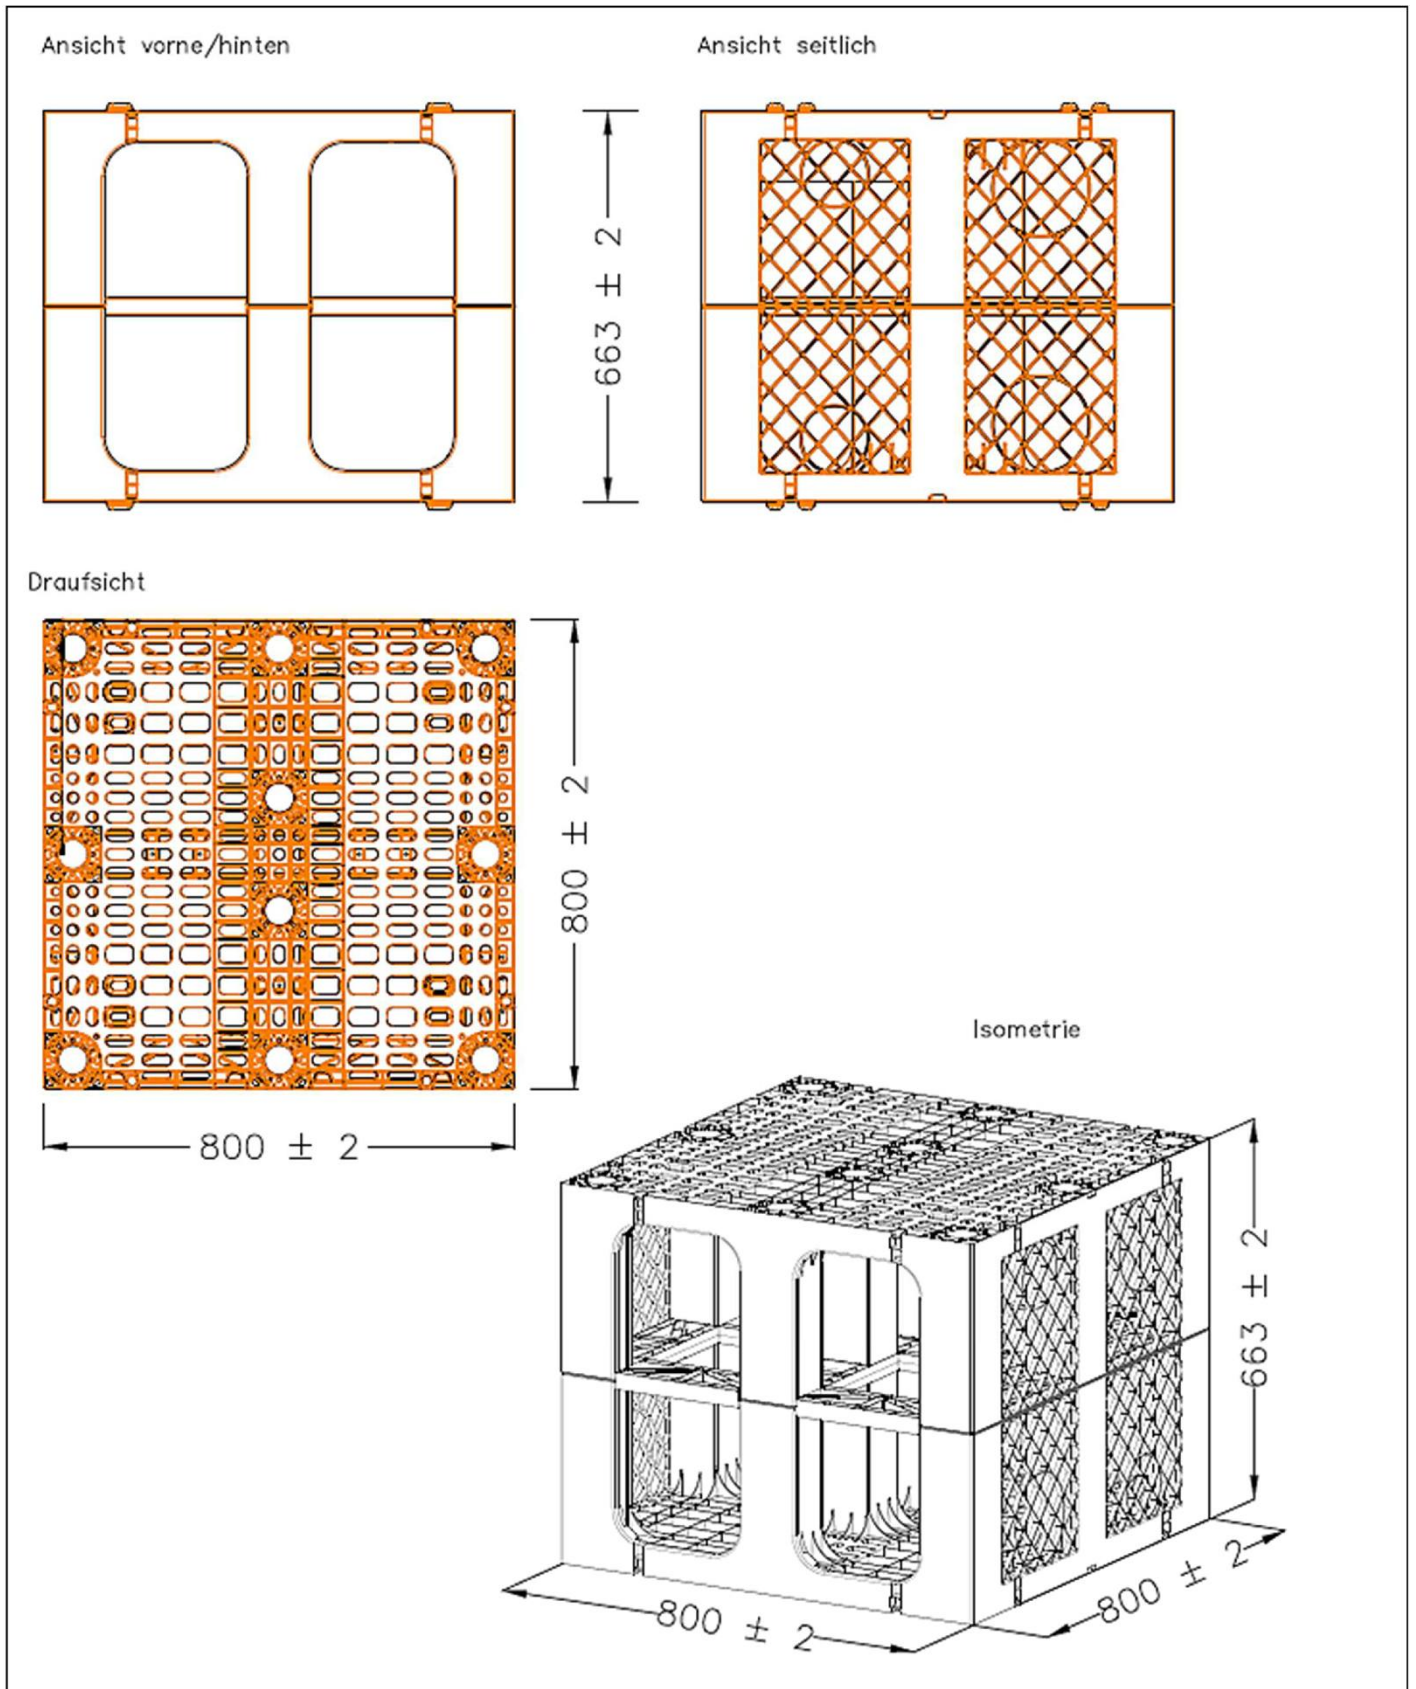 Ansicht vorne/hinten
Ansicht seitlich
663 ± 2
Draufsicht
800 ± 2
800 ± 2
Isometrie
663 ± 2
800 ± 2
800 ± 2